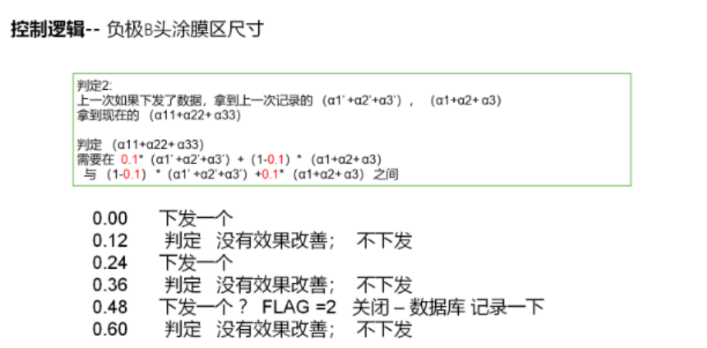 控制逻辑-- 负极B头涂膜区尺寸
判定2:
上一次如果下发了数据，拿到上一次记录的 （α1' +α2'+α3'），  （α1+α2+ α3）
拿到现在的 （α11+α22+ α33）
判定 （α11+α22+ α33）
需要在 0.1*（α1' +α2'+α3'）+（1-0.1）*（α1+α2+ α3）
与 （1-0.1）*（α1' +α2'+α3'）+0.1*（α1+α2+ α3）之间
0.00 下发一个
0.12 判定 没有效果改善； 不下发
0.24 下发一个
0.36 判定 没有效果改善； 不下发
0.48 下发一个？ FLAG =2 关闭 – 数据库 记录一下
0.60 判定 没有效果改善； 不下发